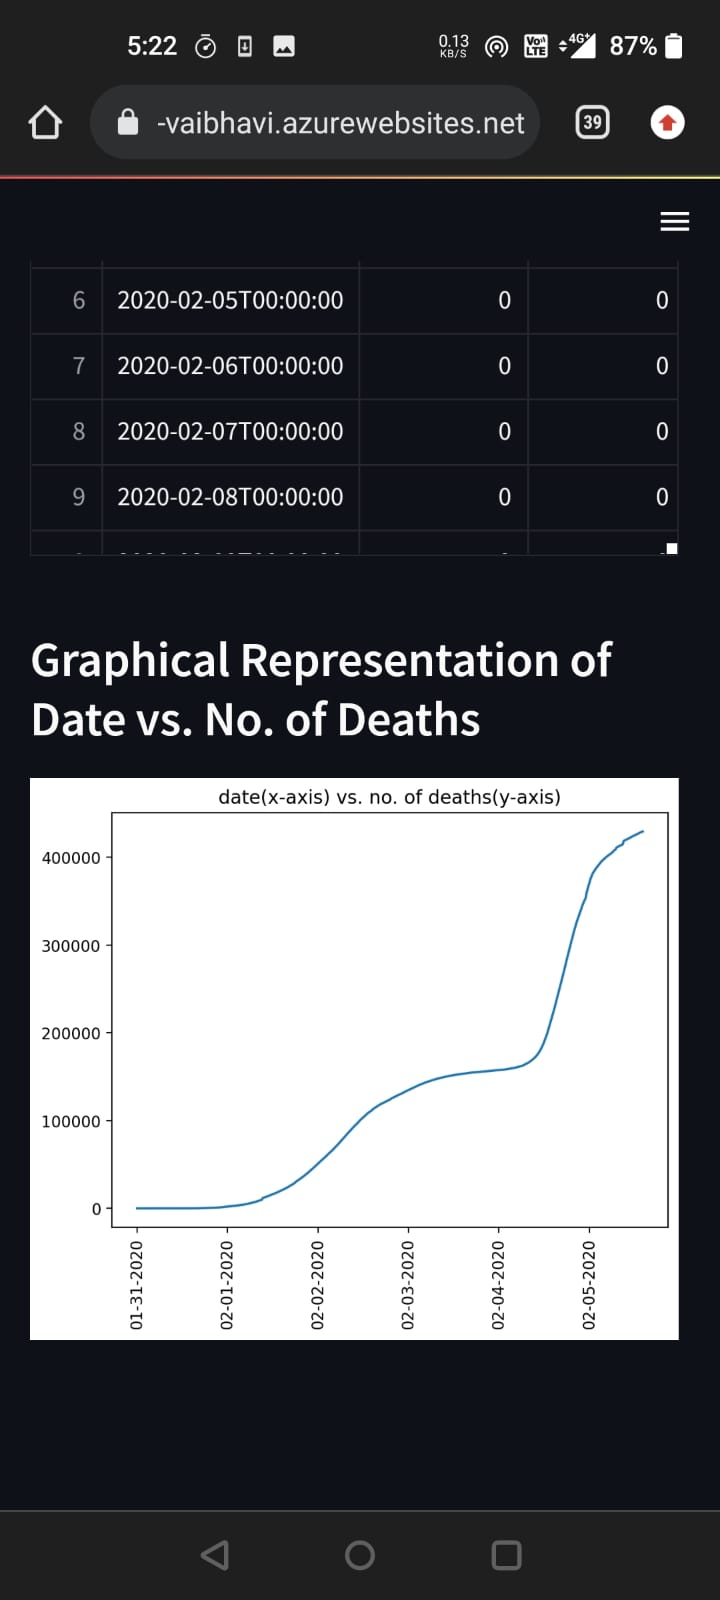 5:22
0.13
KB/S
Vo))
LTE
4G+
87%
-vaibhavi.azurewebsites.net
39
6 2020-02-05T00:00:00 0 0
7 2020-02-06T00:00:00 0 0
8 2020-02-07T00:00:00 0 0
9 2020-02-08T00:00:00 0 0
Graphical Representation of
Date vs. No. of Deaths
date(x-axis) vs. no. of deaths(y-axis)
400000
300000
200000
100000
0
01-31-2020
02-01-2020
02-02-2020
02-03-2020
02-04-2020
02-05-2020